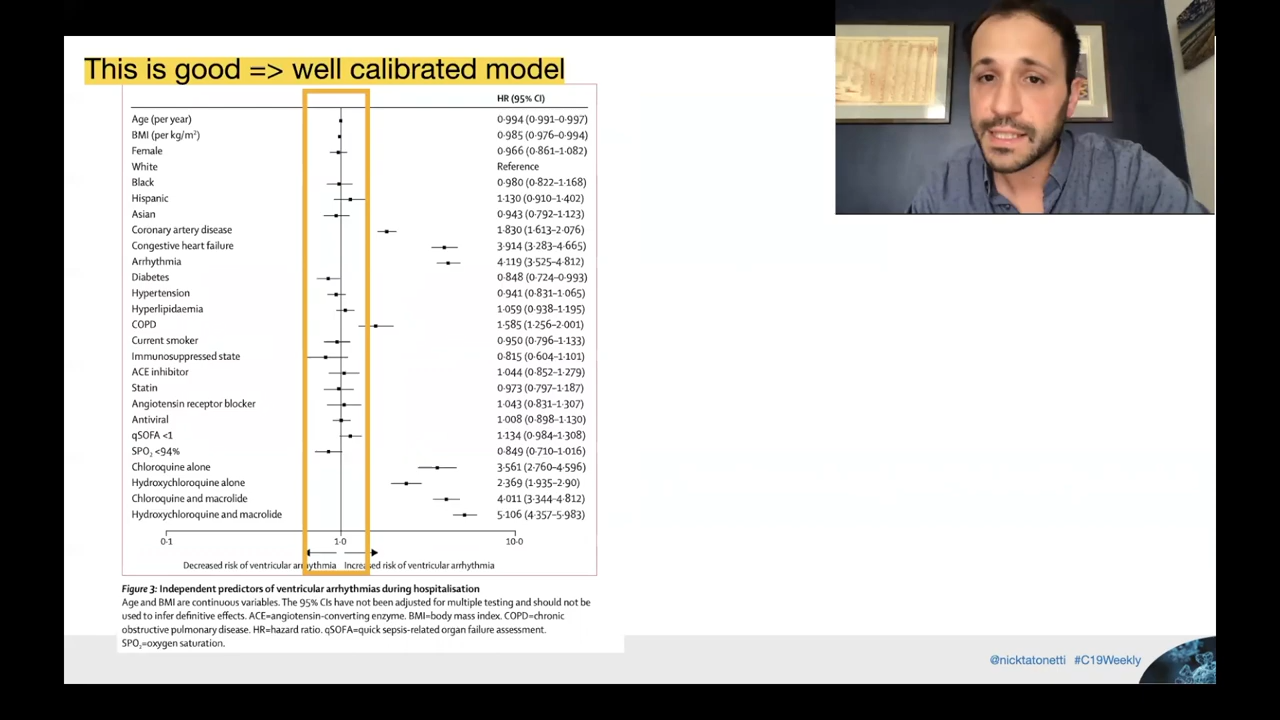 This is good => well calibrated model
HR (95% CI)
Age (per year) 0·994 (0·991–0·997)
BMI (per kg/m²) 0·985 (0·976–0·994)
Female 0·966 (0·861–1·082)
White Reference
Black 0·980 (0·822–1·168)
Hispanic 1·130 (0·910–1·402)
Asian 0·943 (0·792–1·123)
Coronary artery disease 1·830 (1·613–2·076)
Congestive heart failure 3·914 (3·283–4·665)
Arrhythmia 4·119 (3·525–4·812)
Diabetes 0·848 (0·724–0·993)
Hypertension 0·941 (0·831–1·065)
Hyperlipidaemia 1·059 (0·938–1·195)
COPD 1·585 (1·256–2·001)
Current smoker 0·950 (0·796–1·133)
Immunosuppressed state 0·815 (0·604–1·101)
ACE inhibitor 1·044 (0·852–1·279)
Statin 0·973 (0·797–1·187)
Angiotensin receptor blocker 1·043 (0·831–1·307)
Antiviral 1·008 (0·898–1·130)
qSOFA <1 1·134 (0·984–1·308)
SPO₂ <94% 0·849 (0·710–1·016)
Chloroquine alone 3·561 (2·760–4·596)
Hydroxychloroquine alone 2·369 (1·935–2·90)
Chloroquine and macrolide 4·011 (3·344–4·812)
Hydroxychloroquine and macrolide 5·106 (4·357–5·983)
0·1 1·0 10·0
Decreased risk of ventricular arrhythmia Increased risk of ventricular arrhythmia
Figure 3: Independent predictors of ventricular arrhythmias during hospitalisation
Age and BMI are continuous variables. The 95% CIs have not been adjusted for multiple testing and should not be
used to infer definitive effects. ACE=angiotensin-converting enzyme. BMI=body mass index. COPD=chronic
obstructive pulmonary disease. HR=hazard ratio. qSOFA=quick sepsis-related organ failure assessment.
SPO₂=oxygen saturation.
@nicktatonetti #C19Weekly